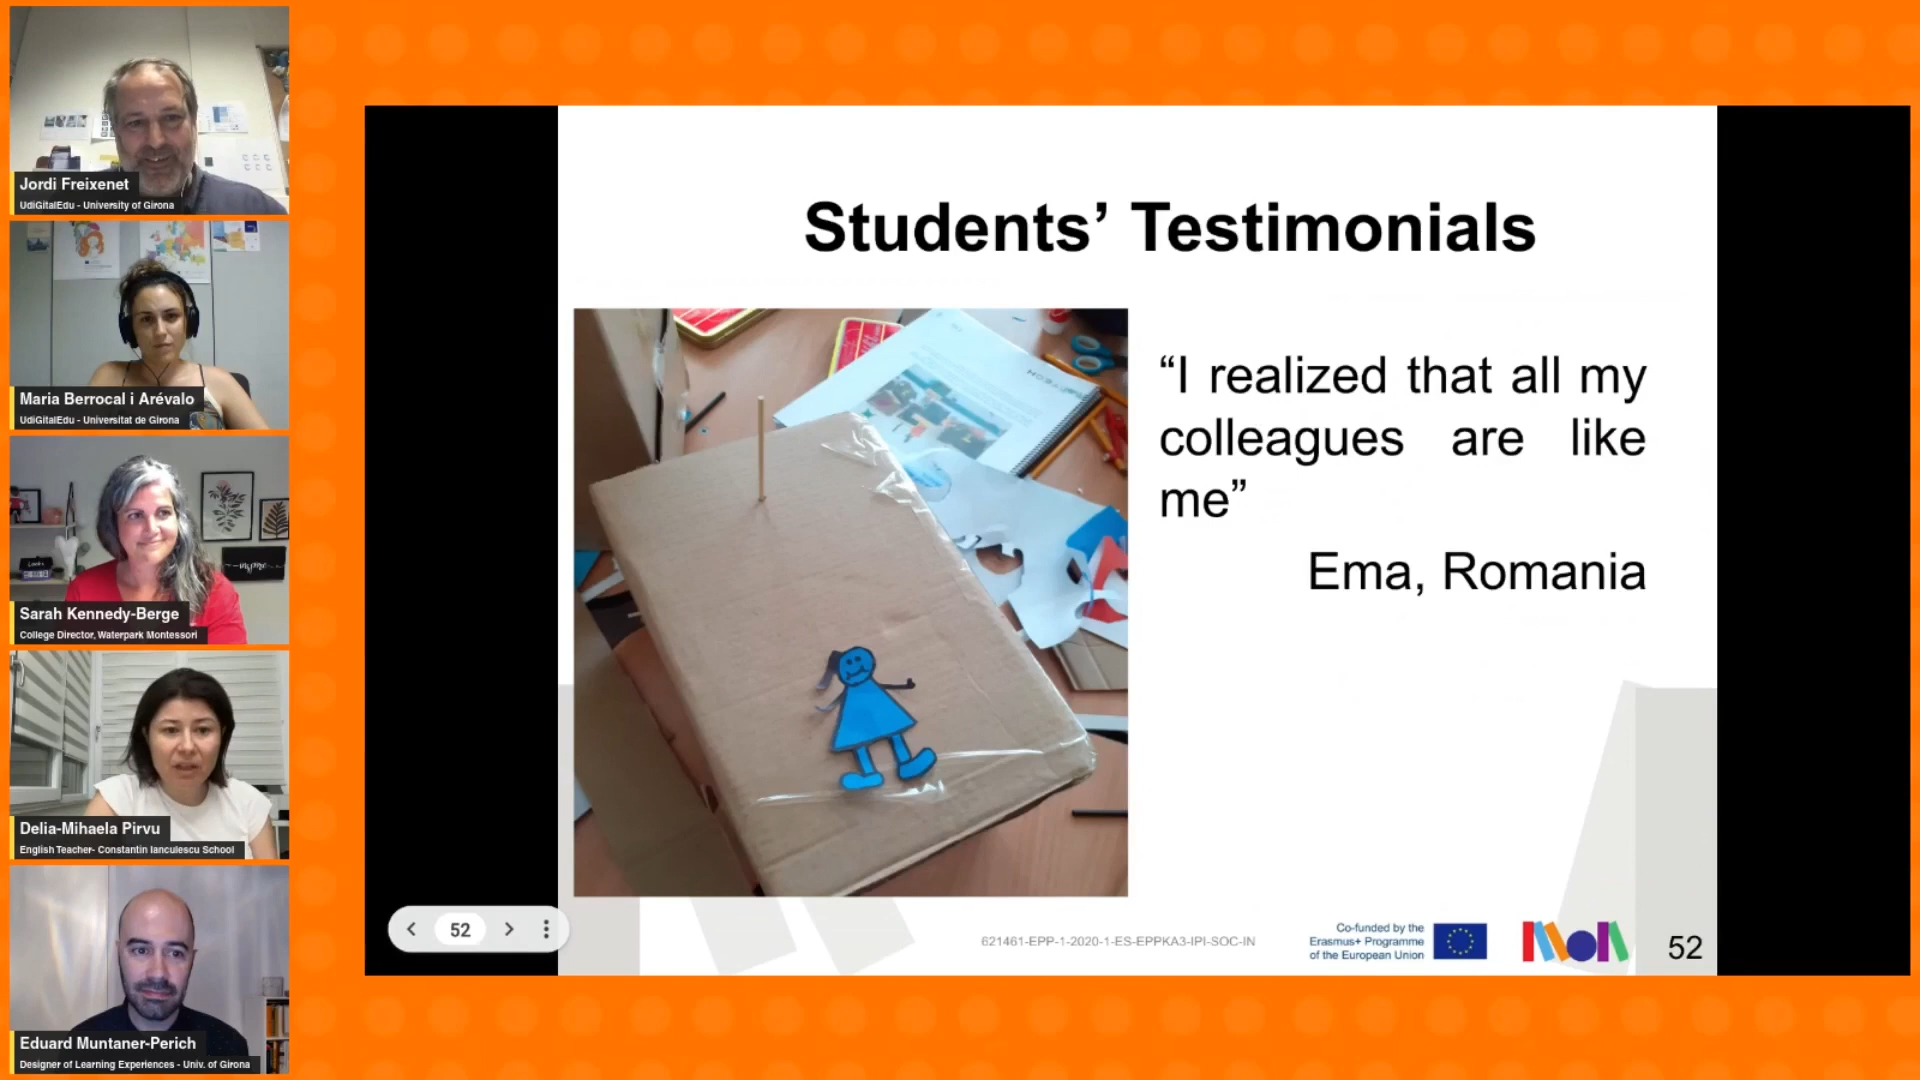 Jordi Freixenet
UdiGitalEdu - University of Girona
Maria Berrocal i Arévalo
UdiGitalEdu - Universitat de Girona
Sarah Kennedy-Berge
College Director, Waterpark Montessori
Delia-Mihaela Pirvu
English Teacher- Constantin Ianculescu School
Eduard Muntaner-Perich
Designer of Learning Experiences - Univ. of Girona
Students’ Testimonials
“I realized that all my
colleagues are like
me”
Ema, Romania
52
621461-EPP-1-2020-1-ES-EPPKA3-IPI-SOC-IN
Co-funded by the
Erasmus+ Programme
of the European Union
52